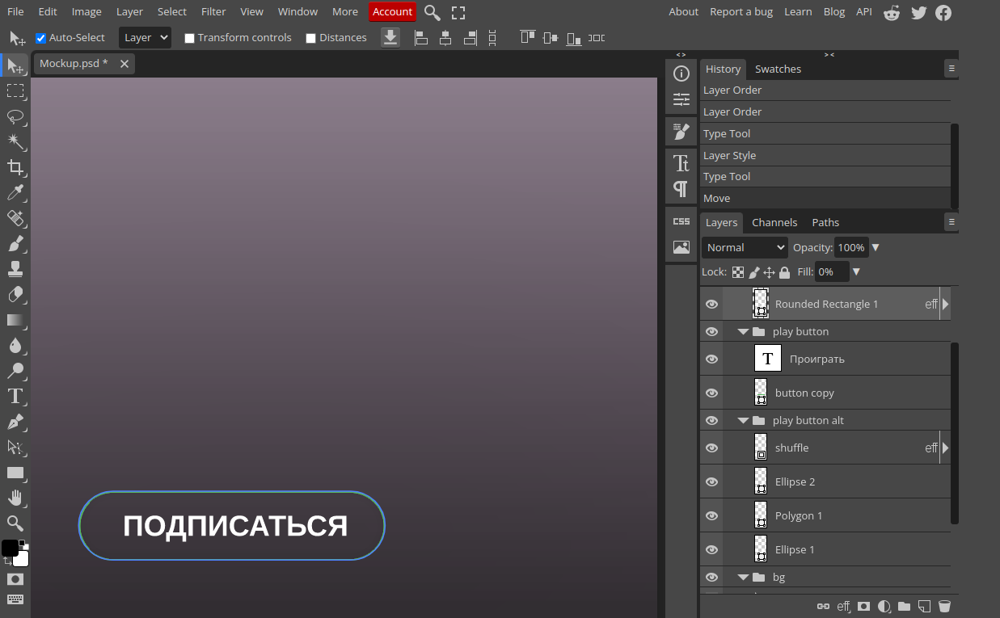 File Edit Image Layer Select Filter View Window More Account About Report a bug Learn Blog API
Auto-Select Layer Transform controls Distances
Mockup.psd *
ПОДПИСАТЬСЯ
Tt
CSS
History Swatches
Layer Order
Layer Order
Type Tool
Layer Style
Type Tool
Move
Layers Channels Paths
Normal Opacity: 100%
Lock: Fill: 0%
Rounded Rectangle 1 eff
play button
T Проиграть
button copy
play button alt
shuffle eff
Ellipse 2
Polygon 1
Ellipse 1
bg
eff